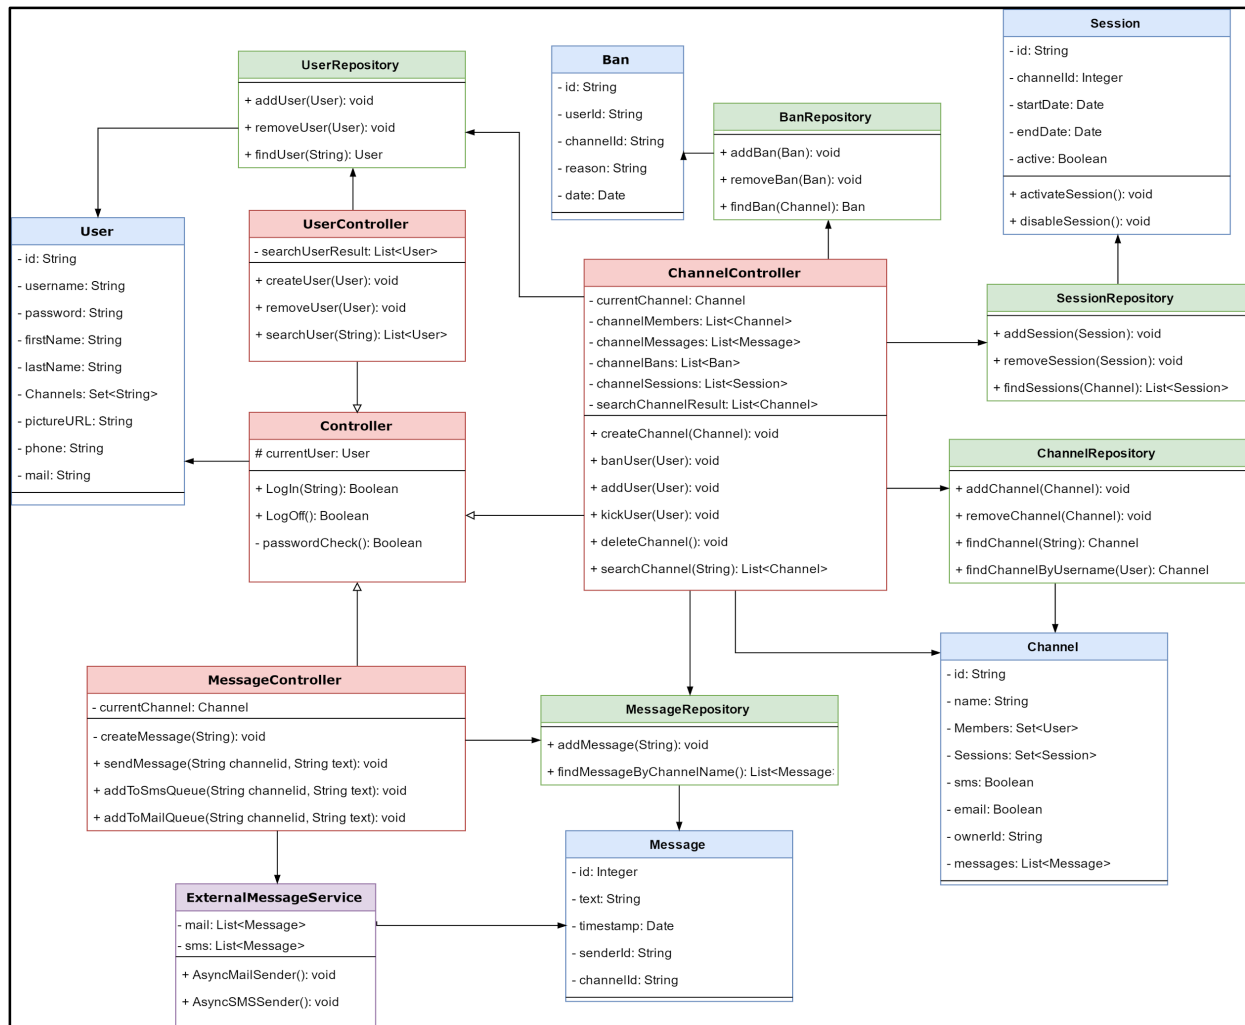 Session
- id: String
- channelId: Integer
- startDate: Date
- endDate: Date
- active: Boolean
+ activateSession(): void
+ disableSession(): void
UserRepository
+ addUser(User): void
+ removeUser(User): void
+ findUser(String): User
Ban
- id: String
- userId: String
- channelId: String
- reason: String
- date: Date
BanRepository
+ addBan(Ban): void
+ removeBan(Ban): void
+ findBan(Channel): Ban
User
- id: String
- username: String
- password: String
- firstName: String
- lastName: String
- Channels: Set<String>
- pictureURL: String
- phone: String
- mail: String
UserController
- searchUserResult: List<User>
+ createUser(User): void
+ removeUser(User): void
+ searchUser(String): List<User>
ChannelController
- currentChannel: Channel
- channelMembers: List<Channel>
- channelMessages: List<Message>
- channelBans: List<Ban>
- channelSessions: List<Session>
- searchChannelResult: List<Channel>
+ createChannel(Channel): void
+ banUser(User): void
+ addUser(User): void
+ kickUser(User): void
+ deleteChannel(): void
+ searchChannel(String): List<Channel>
SessionRepository
+ addSession(Session): void
+ removeSession(Session): void
+ findSessions(Channel): List<Session>
Controller
# currentUser: User
+ LogIn(String): Boolean
+ LogOff(): Boolean
- passwordCheck(): Boolean
ChannelRepository
+ addChannel(Channel): void
+ removeChannel(Channel): void
+ findChannel(String): Channel
+ findChannelByUsername(User): Channel
Channel
- id: String
- name: String
- Members: Set<User>
- Sessions: Set<Session>
- sms: Boolean
- email: Boolean
- ownerId: String
- messages: List<Message>
MessageController
- currentChannel: Channel
- createMessage(String): void
+ sendMessage(String channelid, String text): void
+ addToSmsQueue(String channelid, String text): void
+ addToMailQueue(String channelid, String text): void
MessageRepository
+ addMessage(String): void
+ findMessageByChannelName(): List<Message
Message
- id: Integer
- text: String
- timestamp: Date
- senderId: String
- channelId: String
ExternalMessageService
- mail: List<Message>
- sms: List<Message>
+ AsyncMailSender(): void
+ AsyncSMSSender(): void